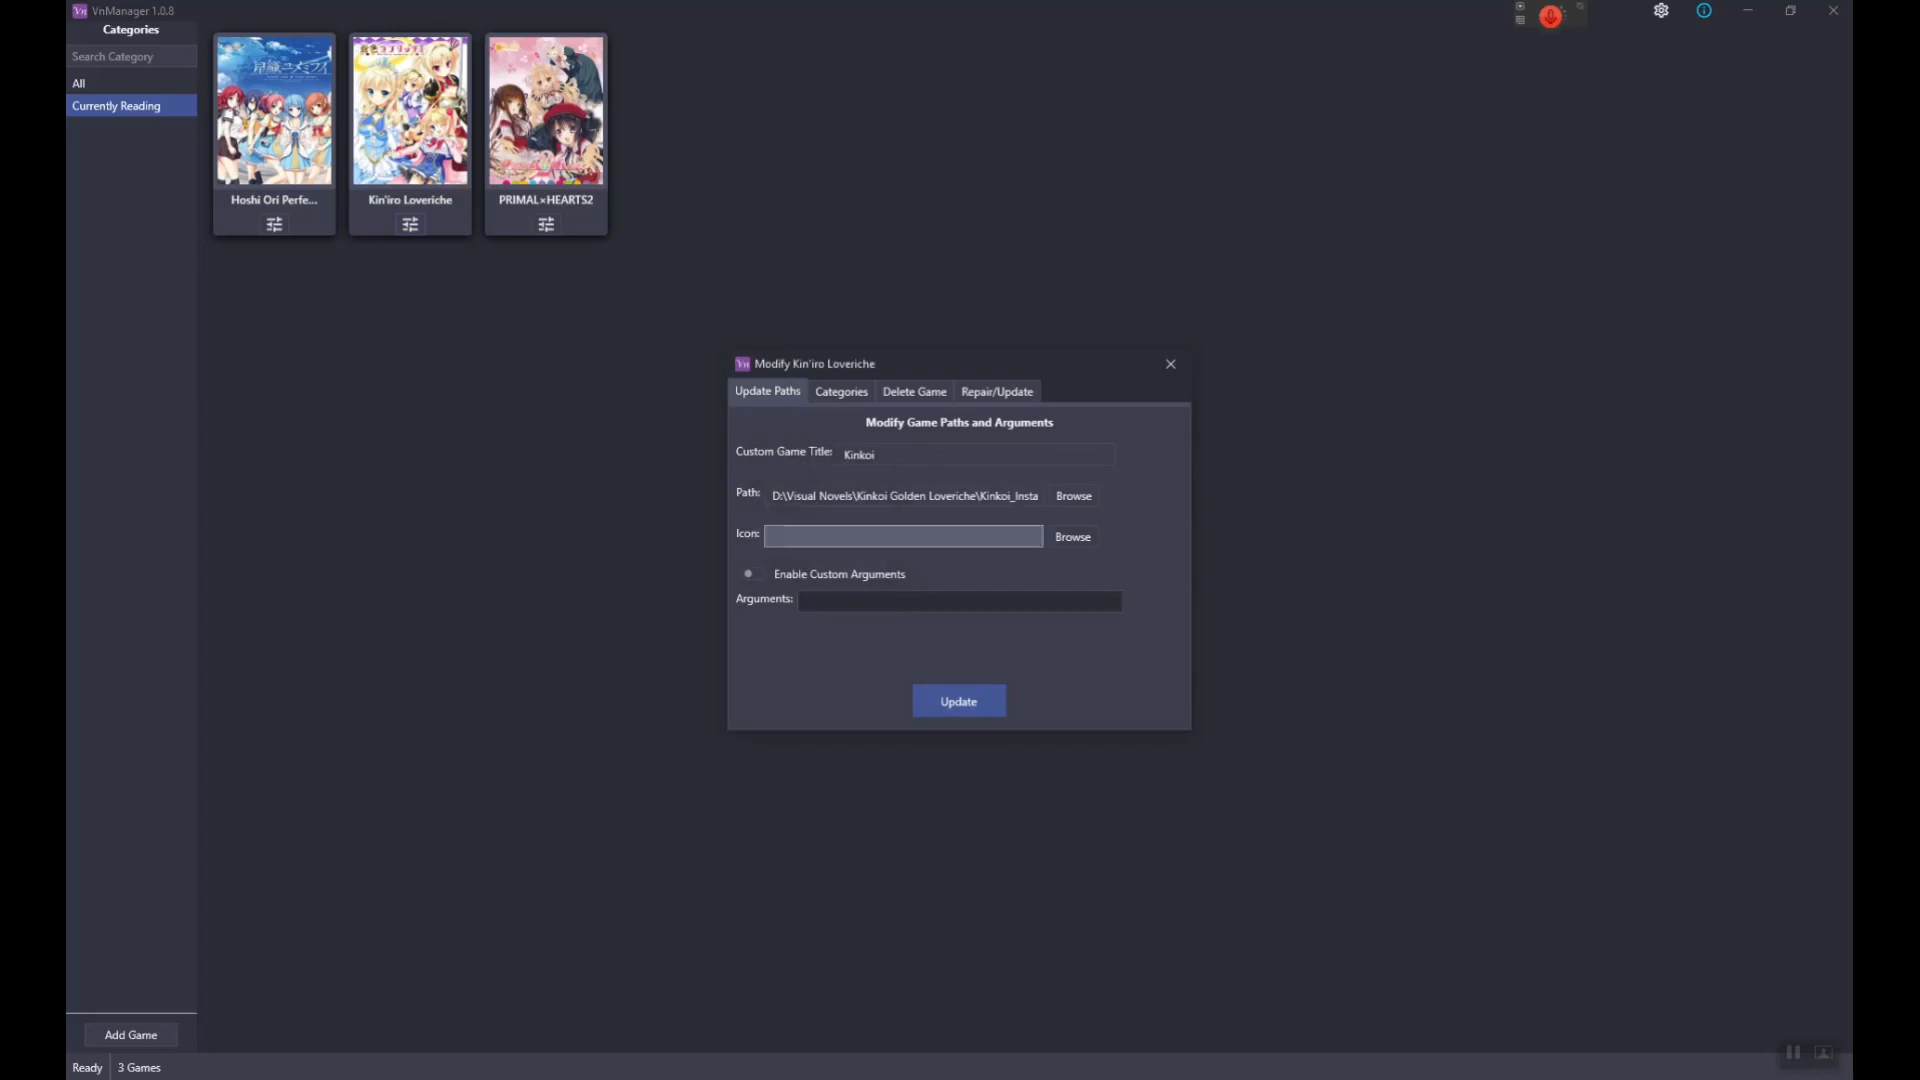 Vn VnManager 1.0.8
Categories
Search Category
All
Currently Reading
Hoshi Ori Perfe...
Kin'iro Loveriche
PRIMAL×HEARTS2
Vn Modify Kin'iro Loveriche
Update Paths Categories Delete Game Repair/Update
Modify Game Paths and Arguments
Custom Game Title: Kinkoi
Path: D:\Visual Novels\Kinkoi Golden Loveriche\Kinkoi_Insta Browse
Icon: Browse
Enable Custom Arguments
Arguments:
Update
Add Game
Ready 3 Games